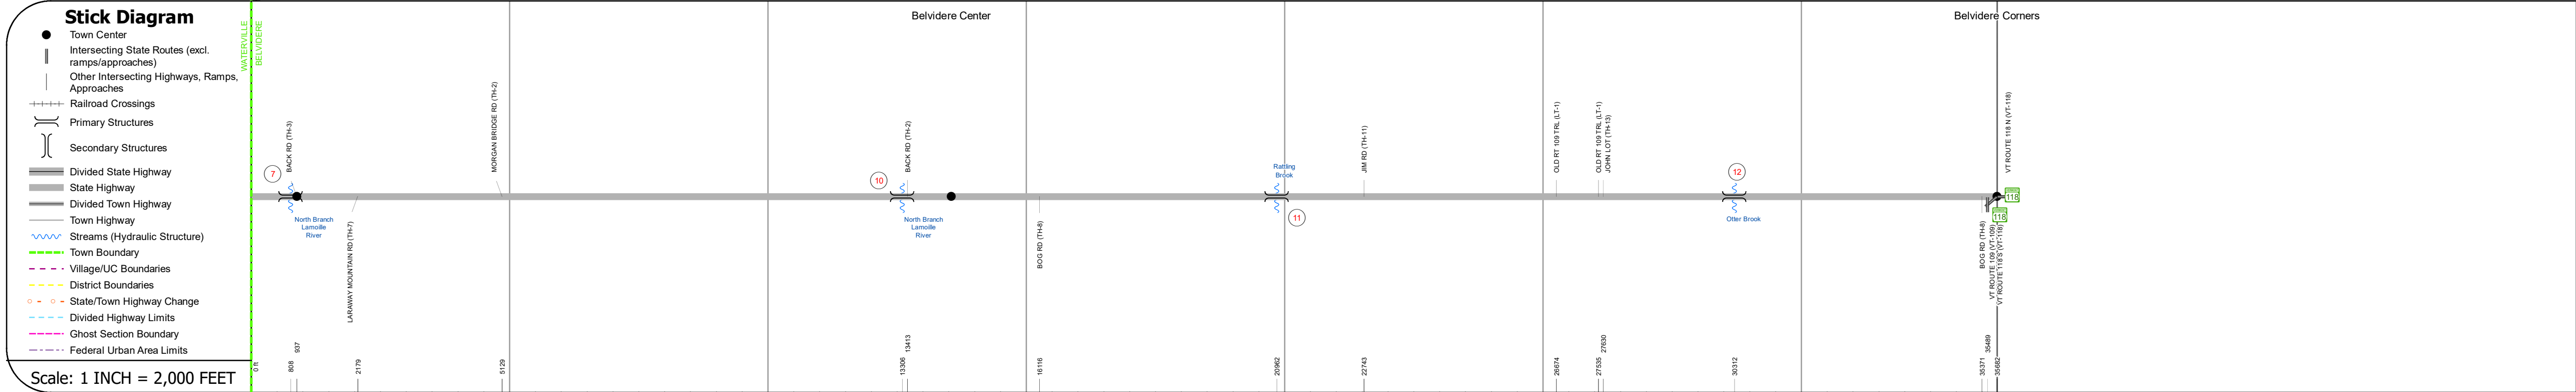 Stick Diagram
Town Center
Intersecting State Routes (excl.
ramps/approaches)
Other Intersecting Highways, Ramps,
Approaches
Railroad Crossings
Primary Structures
Secondary Structures
Divided State Highway
State Highway
Divided Town Highway
Town Highway
Streams (Hydraulic Structure)
Town Boundary
Village/UC Boundaries
District Boundaries
State/Town Highway Change
Divided Highway Limits
Ghost Section Boundary
Federal Urban Area Limits
Scale: 1 INCH = 2,000 FEET
WATERVILLE
BELVIDERE
Belvidere Center
Belvidere Corners
BACK RD (TH-3)
MORGAN BRIDGE RD (TH-2)
BACK RD (TH-2)
JIM RD (TH-11)
OLD RT 109 TRL (LT-1)
OLD RT 109 TRL (LT-1)
JOHN LOT (TH-13)
VT ROUTE 118 N (VT-118)
7
10
Rattling
Brook
11
12
118
118
North Branch
Lamoille
River
North Branch
Lamoille
River
Otter Brook
LARAWAY MOUNTAIN RD (TH-7)
BOG RD (TH-8)
BOG RD (TH-8)
VT ROUTE 109 (VT-109)
VT ROUTE 118 S (VT-118)
0 ft
808
937
2179
5129
13306
13413
16116
20962
22743
26674
27535
27630
30312
35371
35489
35682